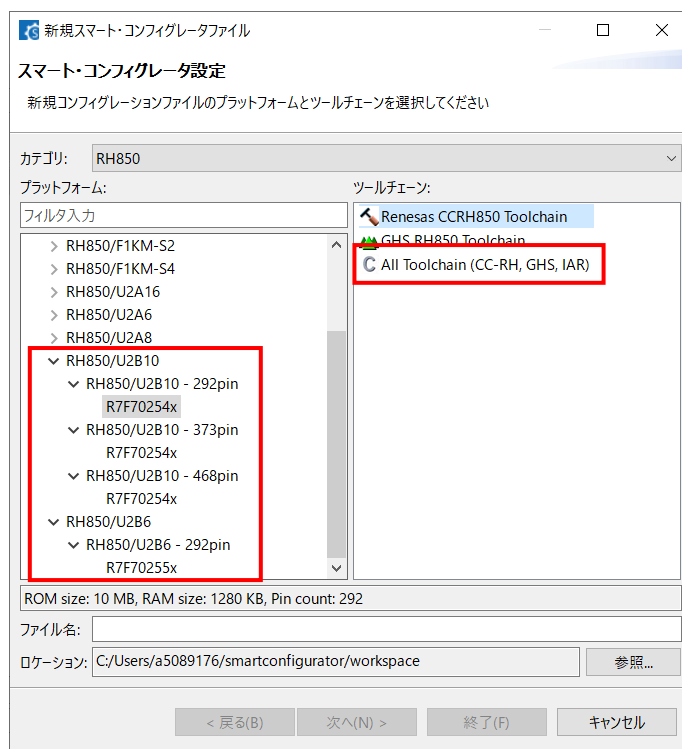 新規スマート・コンフィグレータファイル
スマート・コンフィグレータ設定
新規コンフィグレーションファイルのプラットフォームとツールチェーンを選択してください
カテゴリ:
RH850
プラットフォーム:
フィルタ入力
RH850/F1KM-S2
RH850/F1KM-S4
RH850/U2A16
RH850/U2A6
RH850/U2A8
RH850/U2B10
RH850/U2B10 - 292pin
R7F70254x
RH850/U2B10 - 373pin
R7F70254x
RH850/U2B10 - 468pin
R7F70254x
RH850/U2B6
RH850/U2B6 - 292pin
R7F70255x
ツールチェーン:
Renesas CCRH850 Toolchain
GHS RH850 Toolchain
All Toolchain (CC-RH, GHS, IAR)
ROM size: 10 MB, RAM size: 1280 KB, Pin count: 292
ファイル名:
ロケーション:
C:/Users/a5089176/smartconfigurator/workspace
参照...
< 戻る(B)
次へ(N) >
終了(F)
キャンセル